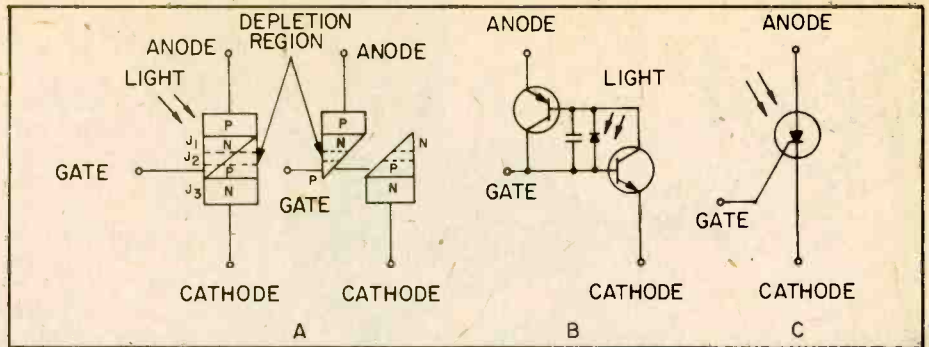 DEPLETION
REGION
ANODE
ANODE
LIGHT
P
J1
N
J2
P
J3
N
GATE
P
N
P
GATE
N
P
N
CATHODE
CATHODE
A
ANODE
LIGHT
GATE
CATHODE
B
ANODE
GATE
CATHODE
C